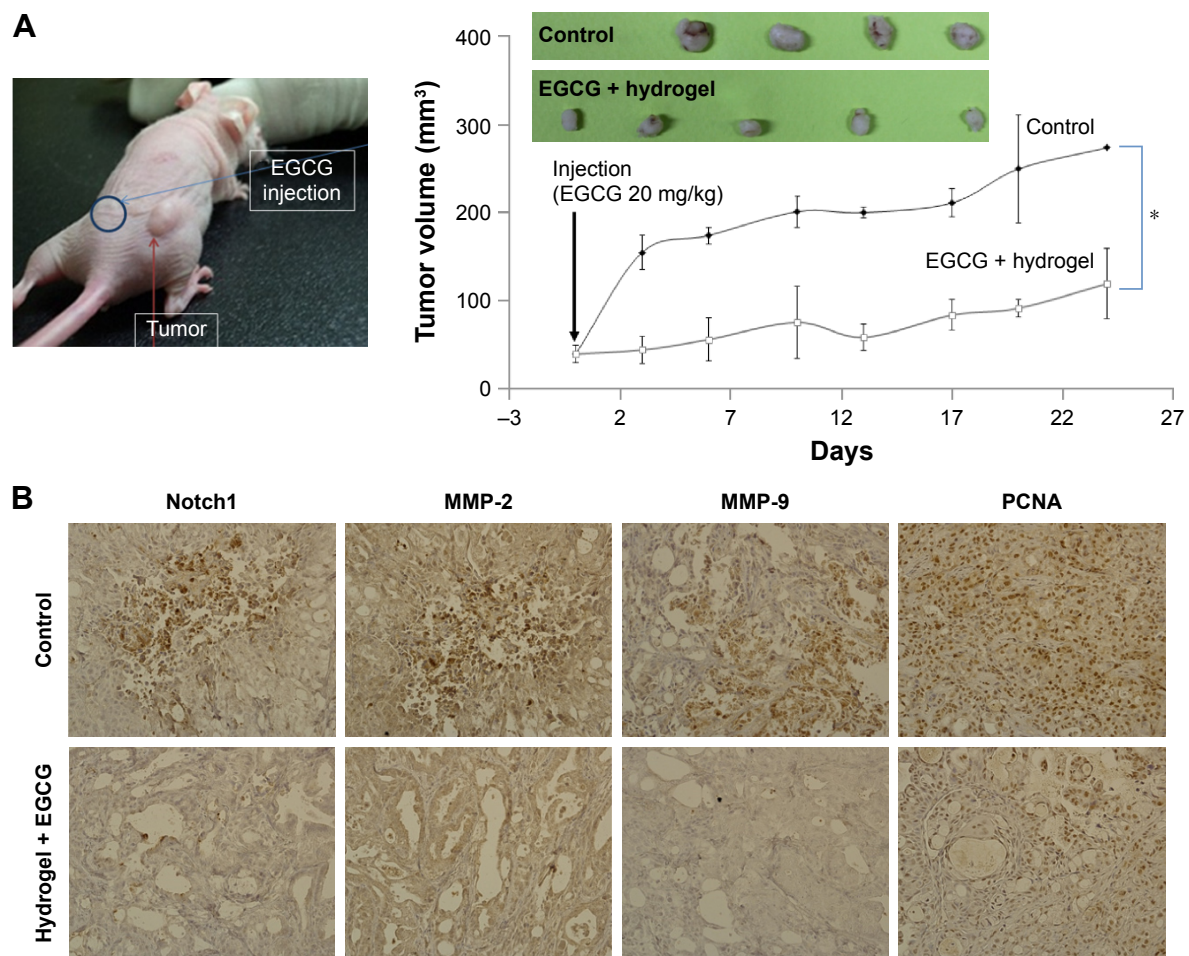 A
EGCG
injection
Tumor
Tumor volume (mm³)
400
300
200
100
0
Control
EGCG + hydrogel
Injection
(EGCG 20 mg/kg)
Control
EGCG + hydrogel
*
–3
2
7
12
17
22
27
Days
B
Notch1
MMP-2
MMP-9
PCNA
Control
Hydrogel + EGCG